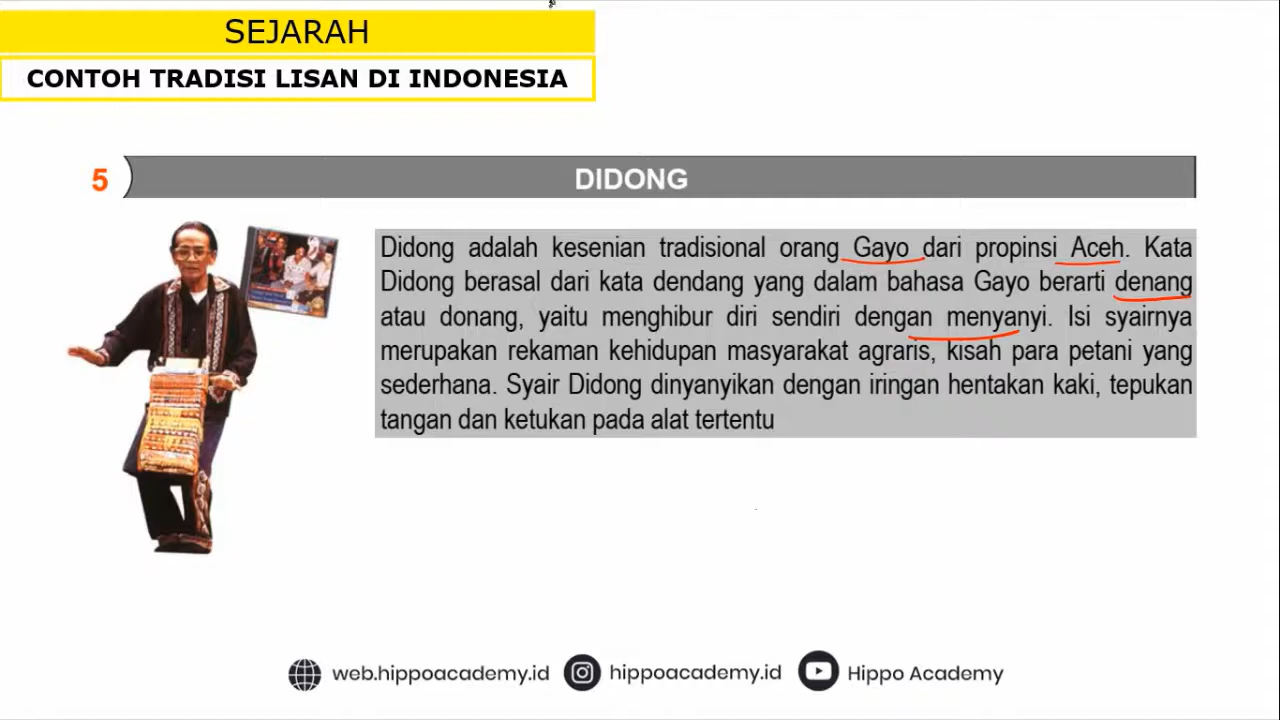 SEJARAH
CONTOH TRADISI LISAN DI INDONESIA
5 DIDONG
Didong adalah kesenian tradisional orang Gayo dari propinsi Aceh. Kata
Didong berasal dari kata dendang yang dalam bahasa Gayo berarti denang
atau donang, yaitu menghibur diri sendiri dengan menyanyi. Isi syairnya
merupakan rekaman kehidupan masyarakat agraris, kisah para petani yang
sederhana. Syair Didong dinyanyikan dengan iringan hentakan kaki, tepukan
tangan dan ketukan pada alat tertentu
web.hippoacademy.id hippoacademy.id Hippo Academy